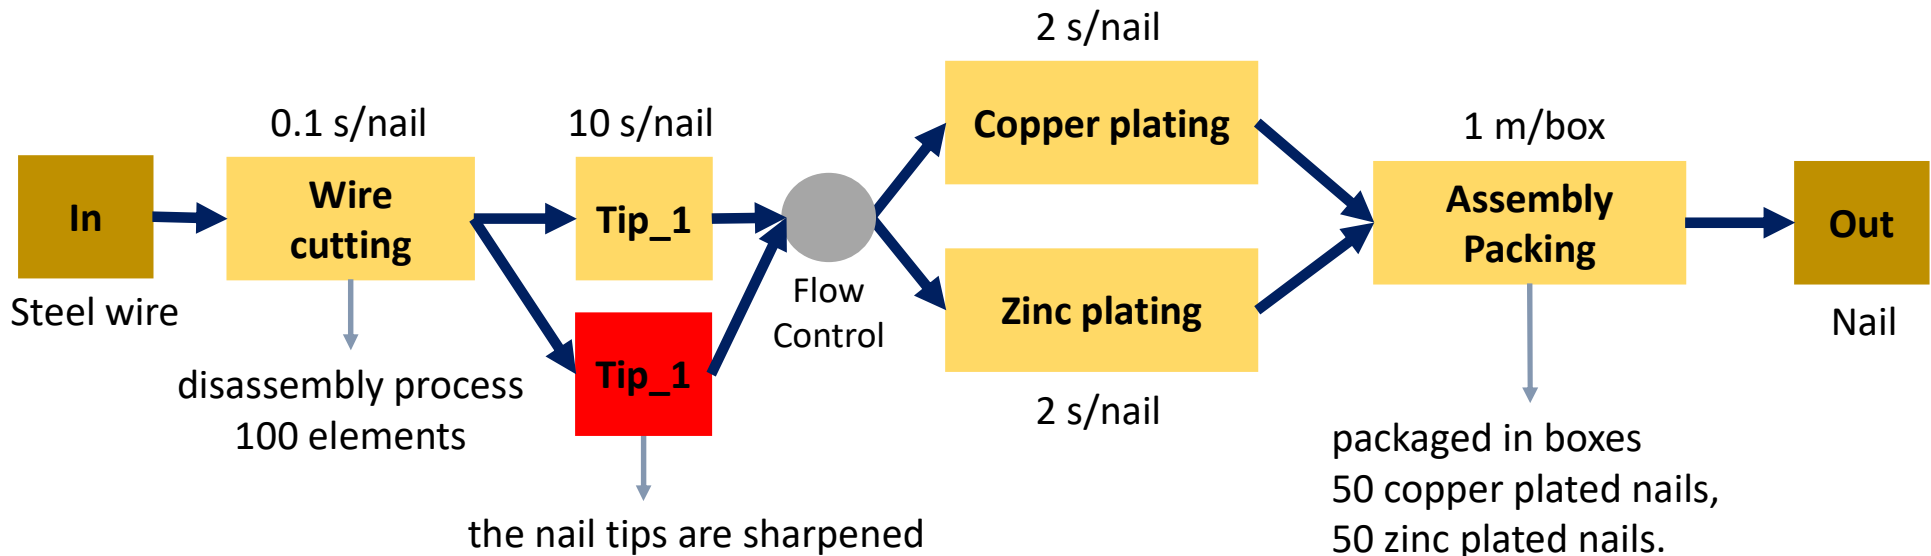 In
Steel wire
0.1 s/nail
Wire
cutting
disassembly process
100 elements
10 s/nail
Tip_1
Tip_1
the nail tips are sharpened
Flow
Control
2 s/nail
Copper plating
Zinc plating
2 s/nail
1 m/box
Assembly
Packing
packaged in boxes
50 copper plated nails,
50 zinc plated nails.
Out
Nail